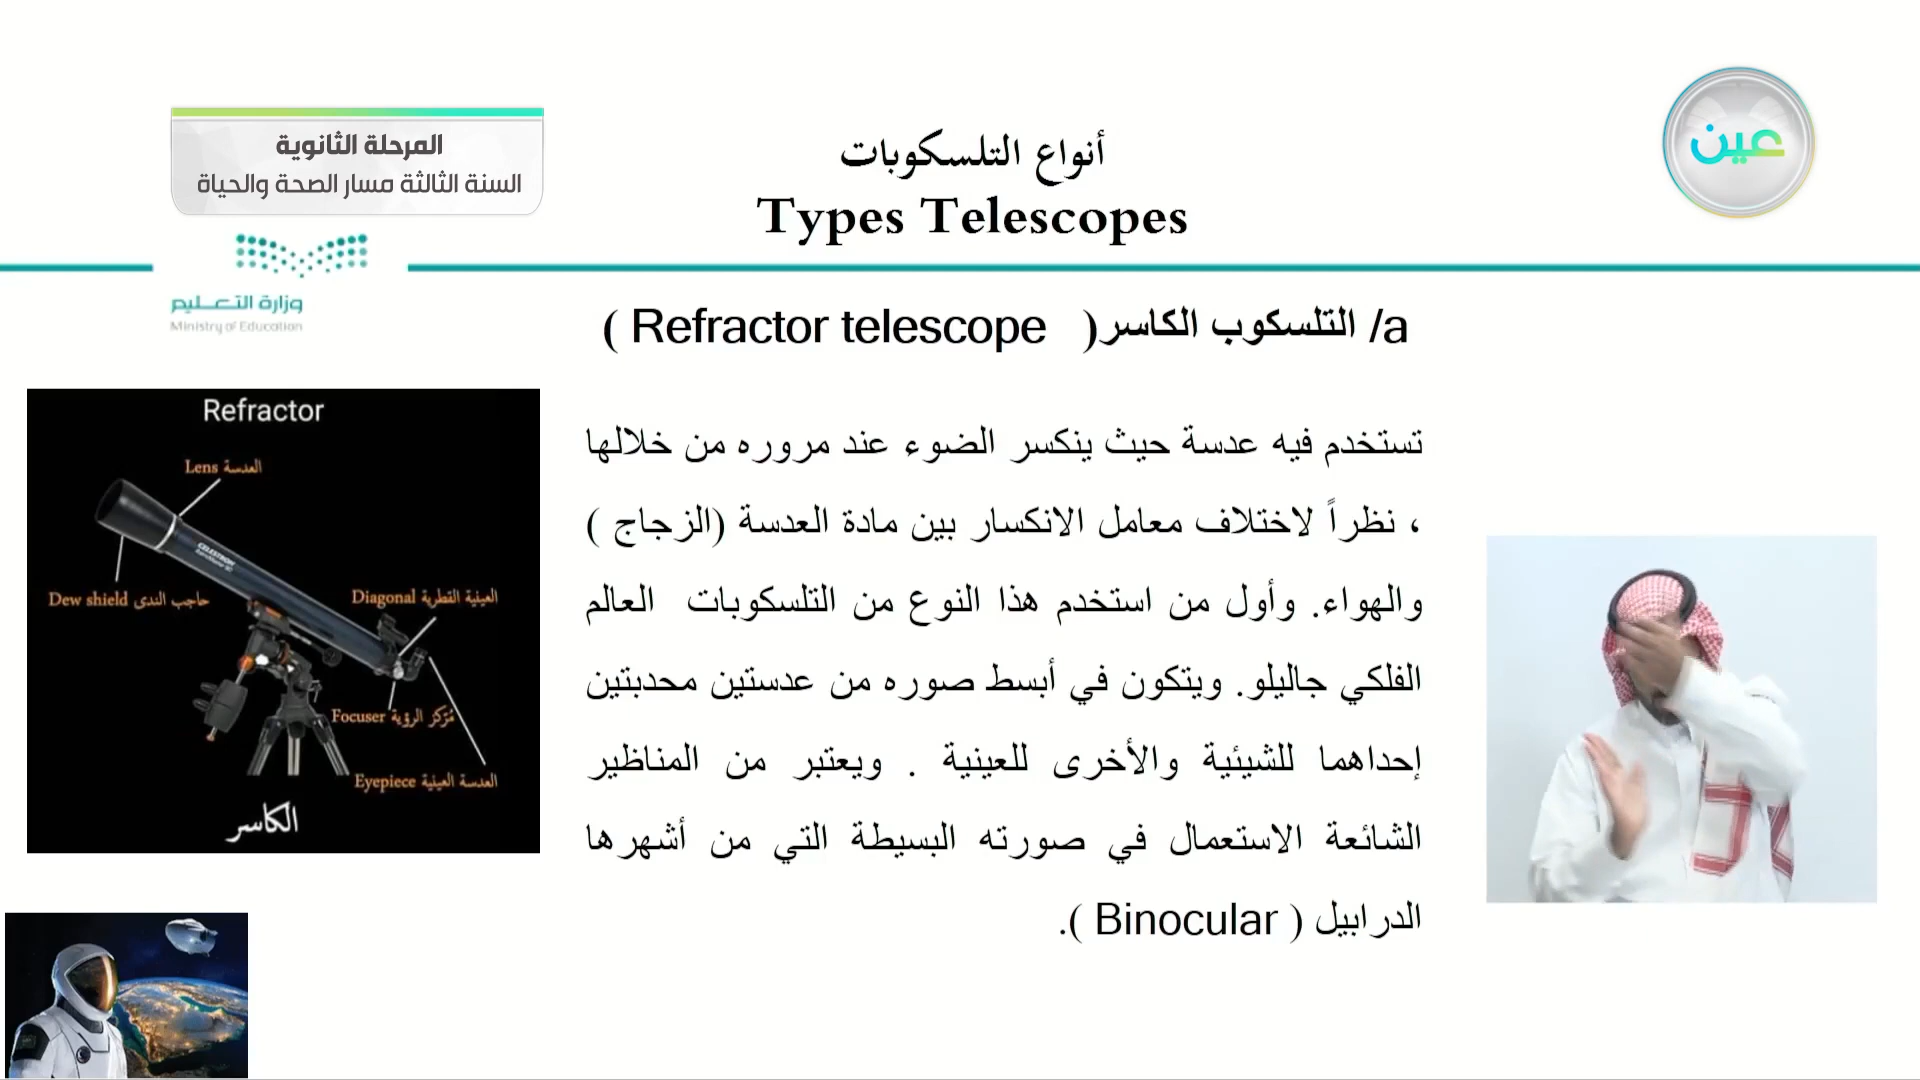 المرحلة الثانوية
السنة الثالثة مسار الصحة والحياة
أنواع التلسكوبات
Types Telescopes
عين
وزارة التعليم
Ministry of Education
a/ التلسكوب الكاسر( Refractor telescope )
تستخدم فيه عدسة حيث ينكسر الضوء عند مروره من خلالها
، نظراً لاختلاف معامل الانكسار بين مادة العدسة (الزجاج )
والهواء. وأول من استخدم هذا النوع من التلسكوبات العالم
الفلكي جاليلو. ويتكون في أبسط صوره من عدستين محدبتين
إحداهما للشيئية والأخرى للعينية . ويعتبر من المناظير
الشائعة الاستعمال في صورته البسيطة التي من أشهرها
الدرابيل ( Binocular ).
Refractor
العدسة Lens
CELESTRON
حاجب الندى Dew shield
العينية القطرية Diagonal
مُركز الرؤية Focuser
العدسة العينية Eyepiece
الكاسر